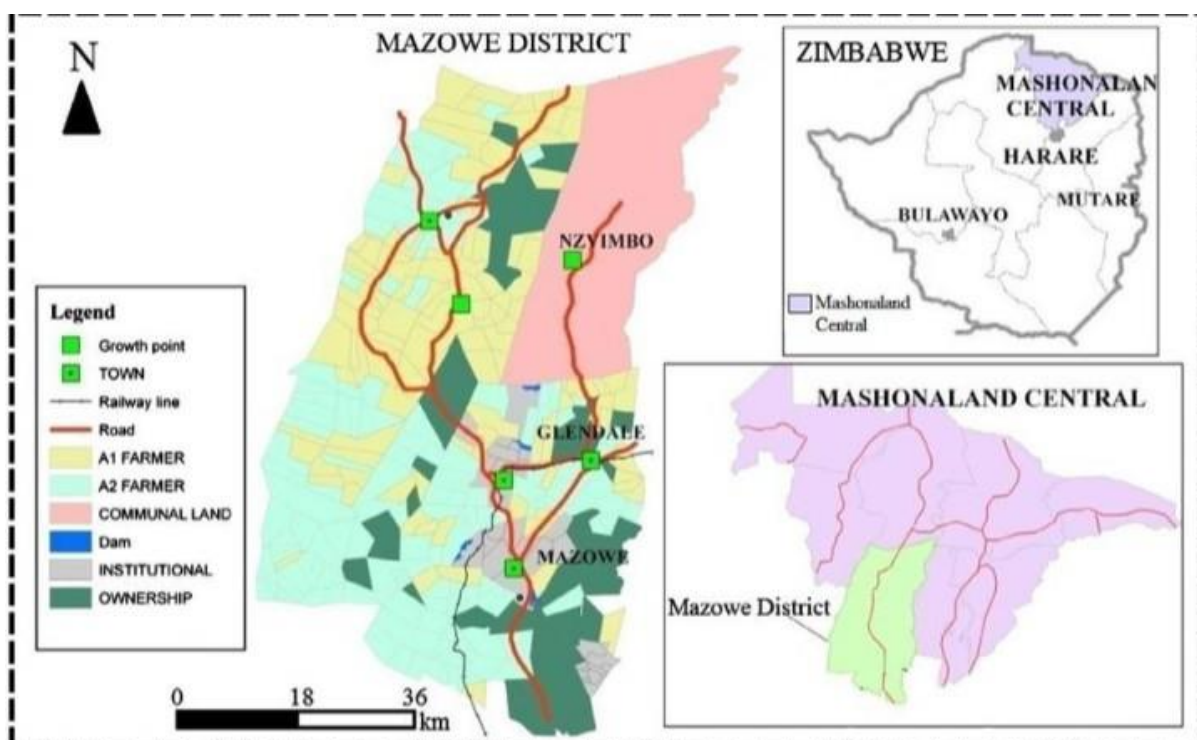 MAZOWE DISTRICT
N
NZVIMBO
GLENDALE
MAZOWE
Legend
Growth point
TOWN
Railway line
Road
A1 FARMER
A2 FARMER
COMMUNAL LAND
Dam
INSTITUTIONAL
OWNERSHIP
0 18 36
km
ZIMBABWE
MASHONALAN
CENTRAL
HARARE
MUTARE
BULAWAYO
Mashonaland
Central
MASHONALAND CENTRAL
Mazowe District